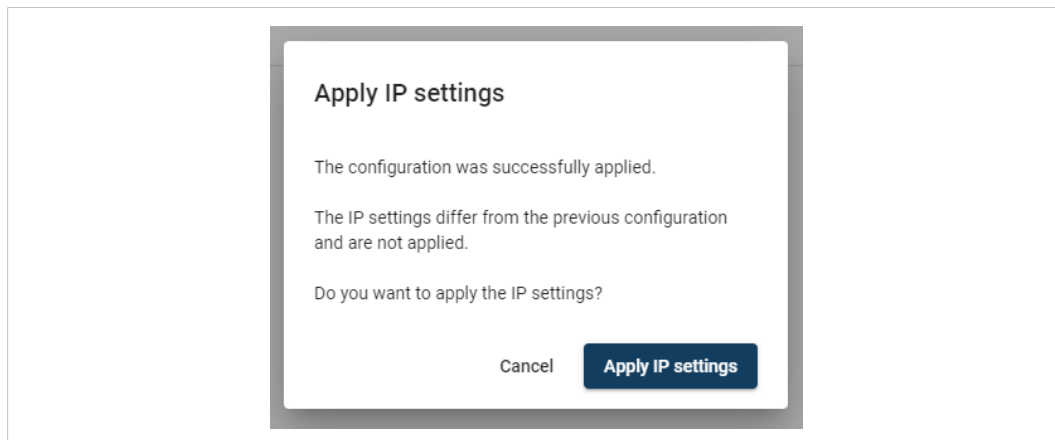 Apply IP settings
The configuration was successfully applied.
The IP settings differ from the previous configuration
and are not applied.
Do you want to apply the IP settings?
Cancel
Apply IP settings